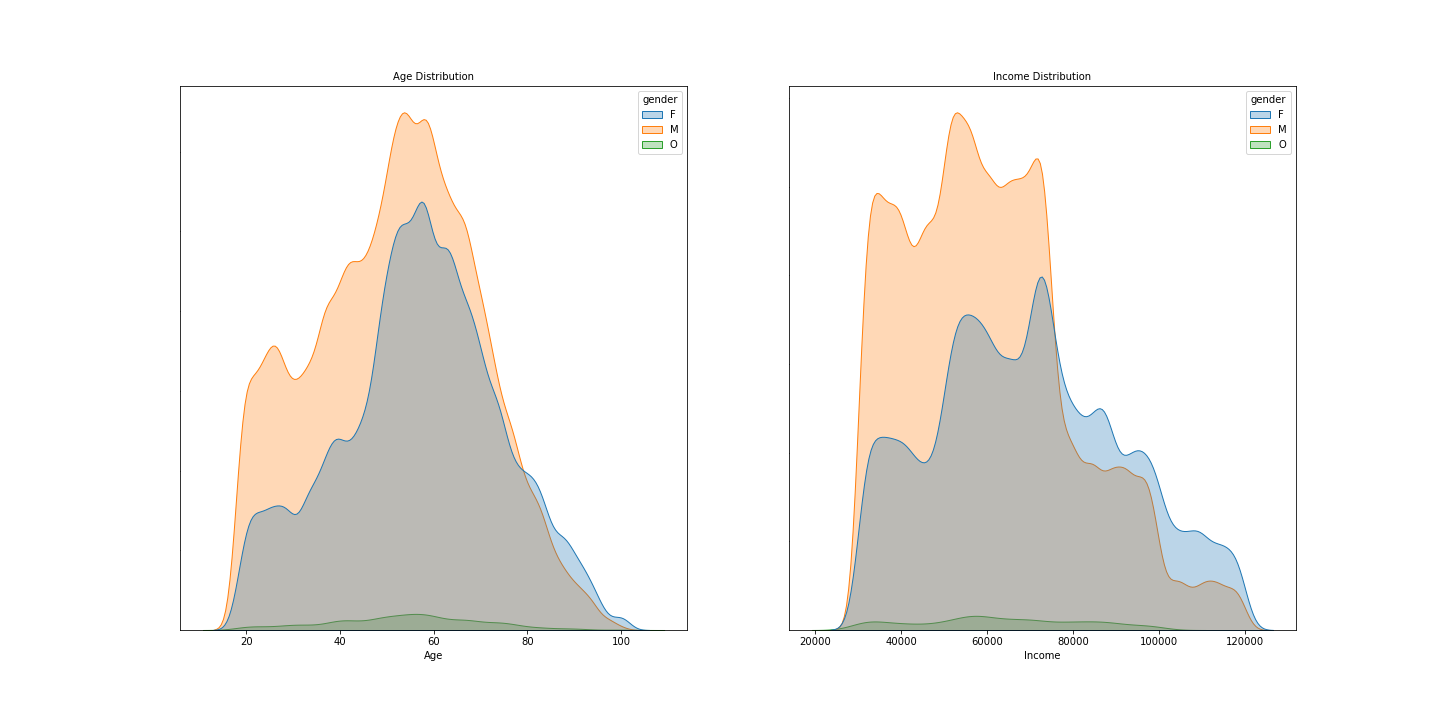 Age Distribution
gender
F
M
O
20 40 60 80 100
Age
Income Distribution
gender
F
M
O
20000 40000 60000 80000 100000 120000
Income